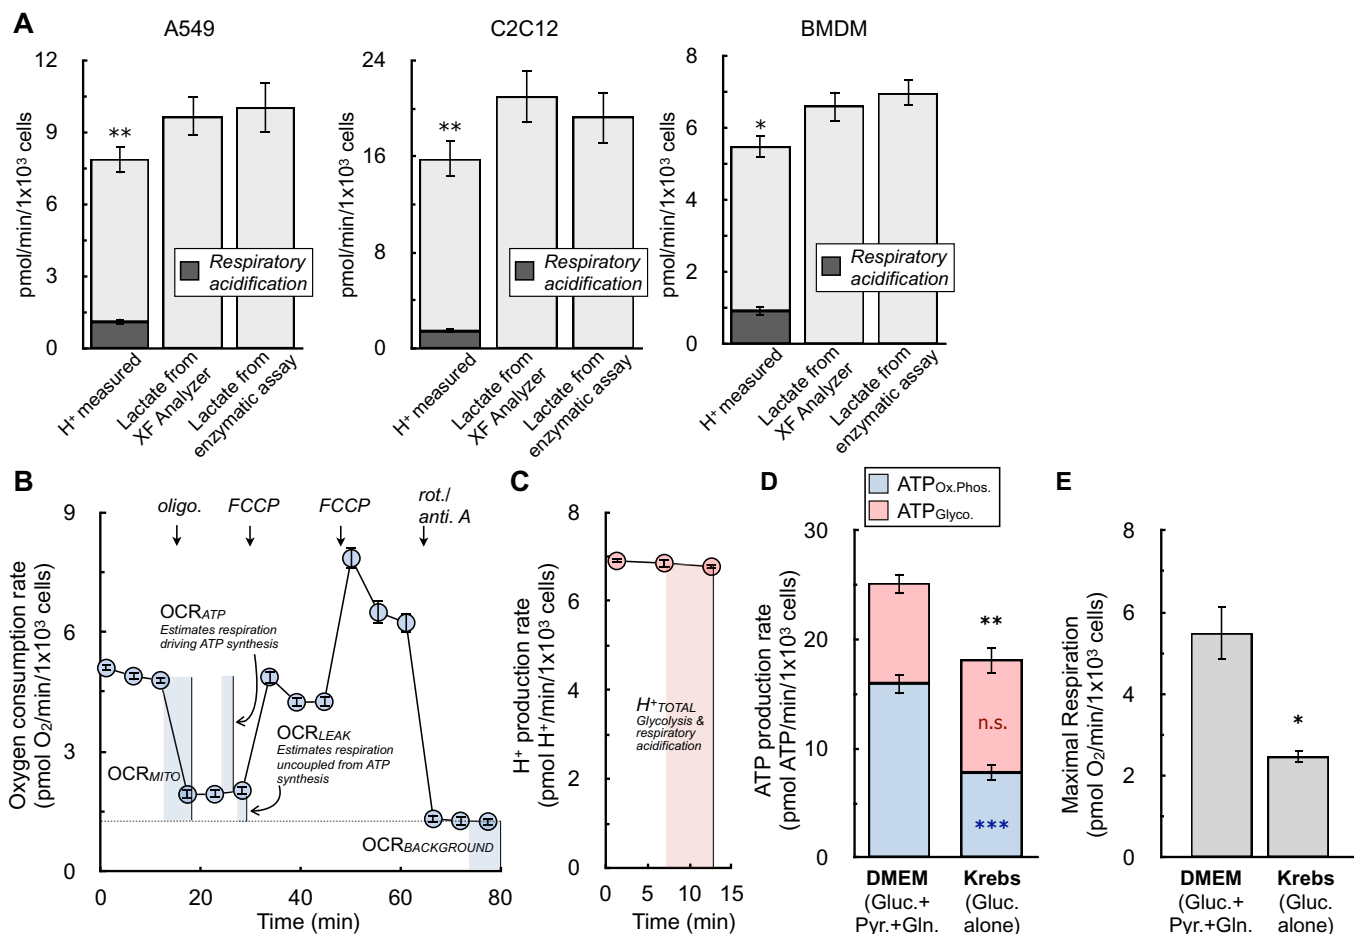 A
A549
C2C12
BMDM
pmol/min/1x10³ cells
12
9
6
3
0
**
Respiratory
acidification
H⁺ measured
Lactate from
XF Analyzer
Lactate from
enzymatic assay
pmol/min/1x10³ cells
24
16
8
0
**
Respiratory
acidification
H⁺ measured
Lactate from
XF Analyzer
Lactate from
enzymatic assay
pmol/min/1x10³ cells
8
6
4
2
0
*
Respiratory
acidification
H⁺ measured
Lactate from
XF Analyzer
Lactate from
enzymatic assay
B
oligo.
FCCP
FCCP
rot./
anti. A
Oxygen consumption rate
(pmol O₂/min/1x10³ cells)
9
6
3
0
OCRATP
Estimates respiration
driving ATP synthesis
OCRLEAK
Estimates respiration
uncoupled from ATP
synthesis
OCRMITO
OCRBACKGROUND
0
20
40
60
80
Time (min)
C
H⁺ production rate
(pmol H⁺/min/1x10³ cells)
8
6
4
2
0
H⁺TOTAL
Glycolysis &
respiratory
acidification
0
5
10
15
Time (min)
D
ATPOx.Phos.
ATPGlyco.
ATP production rate
(pmol ATP/min/1x10³ cells)
30
20
10
0
**
n.s.
***
DMEM
(Gluc.+
Pyr.+Gln.
Krebs
(Gluc.
alone)
E
Maximal Respiration
(pmol O₂/min/1x10³ cells)
8
6
4
2
0
*
DMEM
(Gluc.+
Pyr.+Gln.
Krebs
(Gluc.
alone)